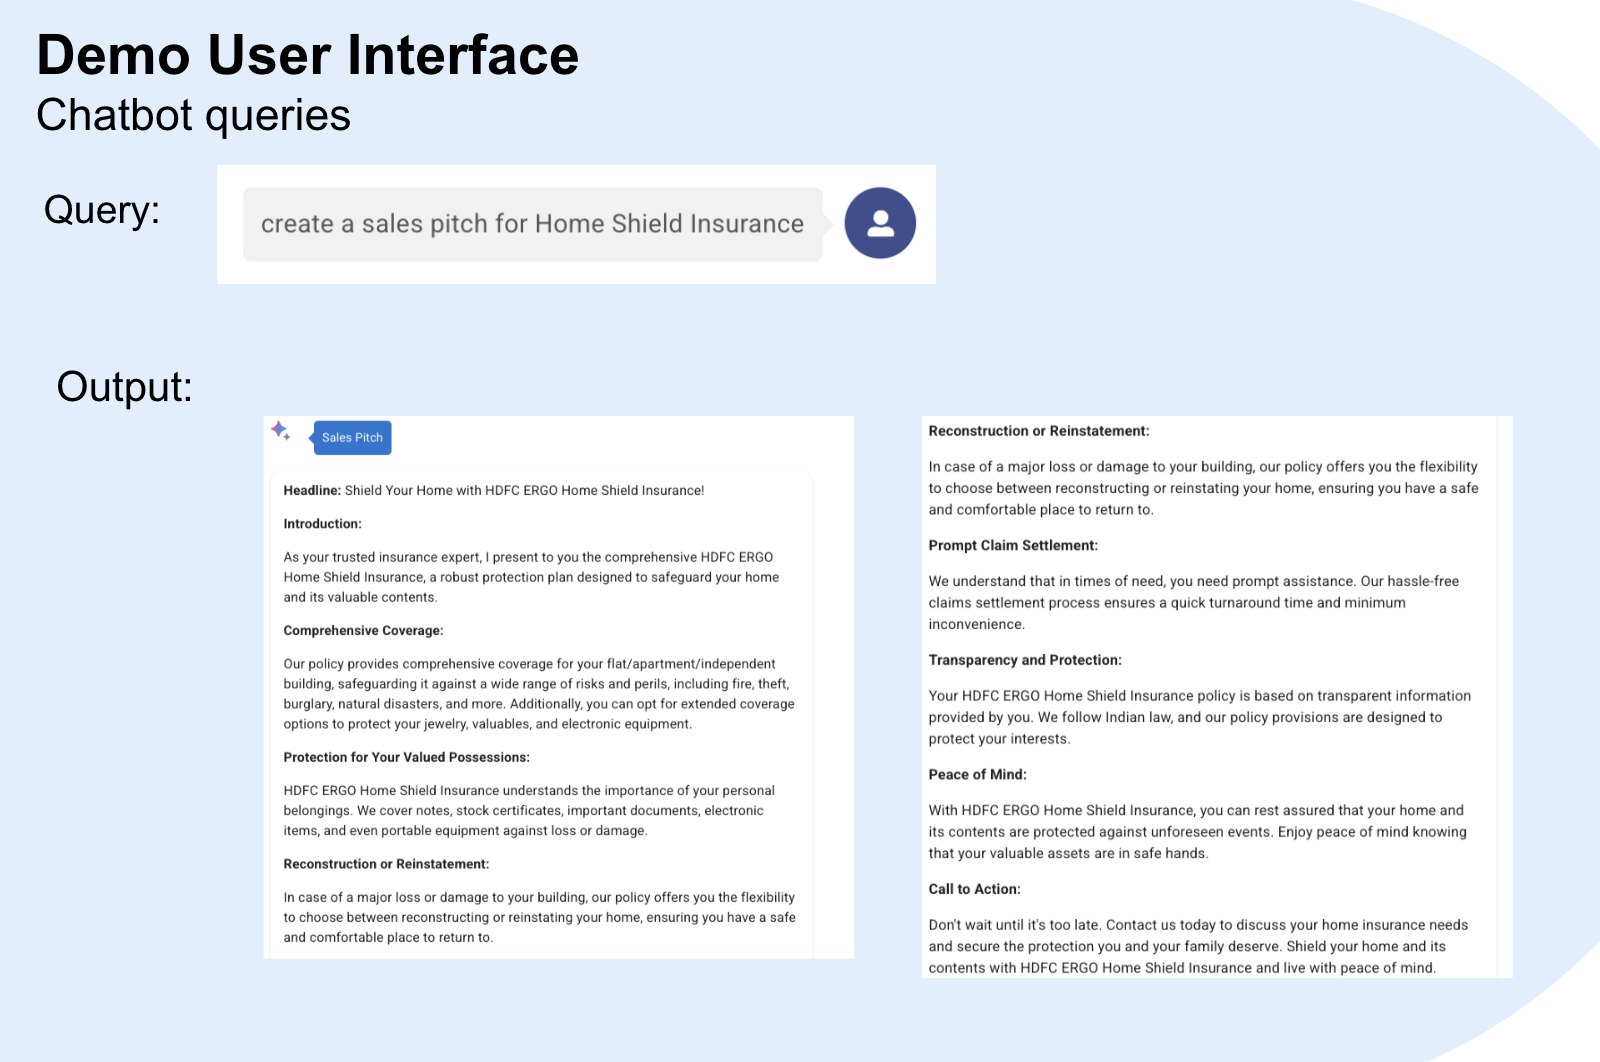 Demo User Interface
Chatbot queries
Query:
create a sales pitch for Home Shield Insurance
Output:
Sales Pitch
Headline: Shield Your Home with HDFC ERGO Home Shield Insurance!
Introduction:
As your trusted insurance expert, I present to you the comprehensive HDFC ERGO
Home Shield Insurance, a robust protection plan designed to safeguard your home
and its valuable contents.
Comprehensive Coverage:
Our policy provides comprehensive coverage for your flat/apartment/independent
building, safeguarding it against a wide range of risks and perils, including fire, theft,
burglary, natural disasters, and more. Additionally, you can opt for extended coverage
options to protect your jewelry, valuables, and electronic equipment.
Protection for Your Valued Possessions:
HDFC ERGO Home Shield Insurance understands the importance of your personal
belongings. We cover notes, stock certificates, important documents, electronic
items, and even portable equipment against loss or damage.
Reconstruction or Reinstatement:
In case of a major loss or damage to your building, our policy offers you the flexibility
to choose between reconstructing or reinstating your home, ensuring you have a safe
and comfortable place to return to.
Reconstruction or Reinstatement:
In case of a major loss or damage to your building, our policy offers you the flexibility
to choose between reconstructing or reinstating your home, ensuring you have a safe
and comfortable place to return to.
Prompt Claim Settlement:
We understand that in times of need, you need prompt assistance. Our hassle-free
claims settlement process ensures a quick turnaround time and minimum
inconvenience.
Transparency and Protection:
Your HDFC ERGO Home Shield Insurance policy is based on transparent information
provided by you. We follow Indian law, and our policy provisions are designed to
protect your interests.
Peace of Mind:
With HDFC ERGO Home Shield Insurance, you can rest assured that your home and
its contents are protected against unforeseen events. Enjoy peace of mind knowing
that your valuable assets are in safe hands.
Call to Action:
Don't wait until it's too late. Contact us today to discuss your home insurance needs
and secure the protection you and your family deserve. Shield your home and its
contents with HDFC ERGO Home Shield Insurance and live with peace of mind.